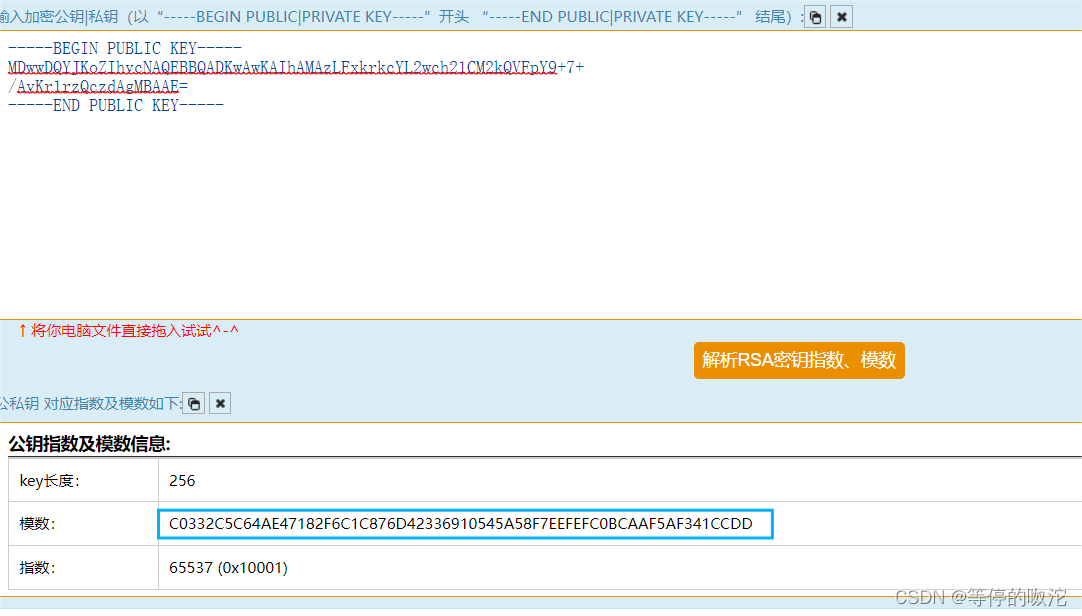 输入加密公钥|私钥（以“-----BEGIN PUBLIC|PRIVATE KEY-----”开头 “-----END PUBLIC|PRIVATE KEY-----” 结尾）:
-----BEGIN PUBLIC KEY-----
MDwwDQYJKoZIhvcNAQEBBQADKwAwKAIhAMAzLFxkrkcYL2wch21CM2kQVFpY9+7+
/AvKr1rzQczdAgMBAAE=
-----END PUBLIC KEY-----
↑将你电脑文件直接拖入试试^-^
解析RSA密钥指数、模数
公私钥 对应指数及模数如下:
公钥指数及模数信息:
key长度: 256
模数: C0332C5C64AE47182F6C1C876D42336910545A58F7EEFEFC0BCAAF5AF341CCDD
指数: 65537 (0x10001)
CSDN @等停的呶沱